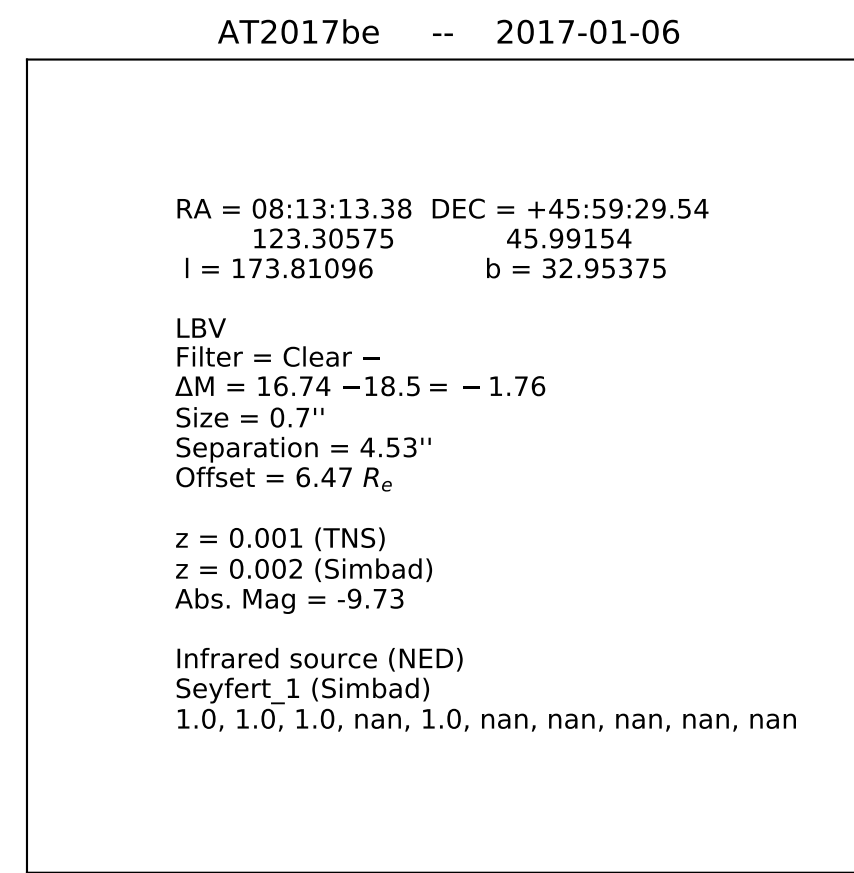 AT2017be -- 2017-01-06
RA = 08:13:13.38 DEC = +45:59:29.54
123.30575 45.99154
l = 173.81096 b = 32.95375
LBV
Filter = Clear −
ΔM = 16.74 −18.5 = − 1.76
Size = 0.7''
Separation = 4.53''
Offset = 6.47 Rₑ
z = 0.001 (TNS)
z = 0.002 (Simbad)
Abs. Mag = -9.73
Infrared source (NED)
Seyfert_1 (Simbad)
1.0, 1.0, 1.0, nan, 1.0, nan, nan, nan, nan, nan